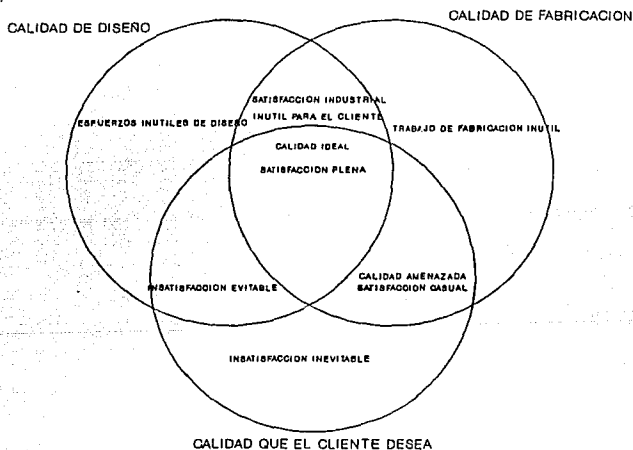 CALIDAD DE DISEÑO
CALIDAD DE FABRICACION
SATISFACCION INDUSTRIAL
INUTIL PARA EL CLIENTE
ESFUERZOS INUTILES DE DISEÑO
TRABAJO DE FABRICACION INUTIL
CALIDAD IDEAL
SATISFACCION PLENA
INSATISFACCION EVITABLE
CALIDAD AMENAZADA
SATISFACCION CASUAL
INSATISFACCION INEVITABLE
CALIDAD QUE EL CLIENTE DESEA